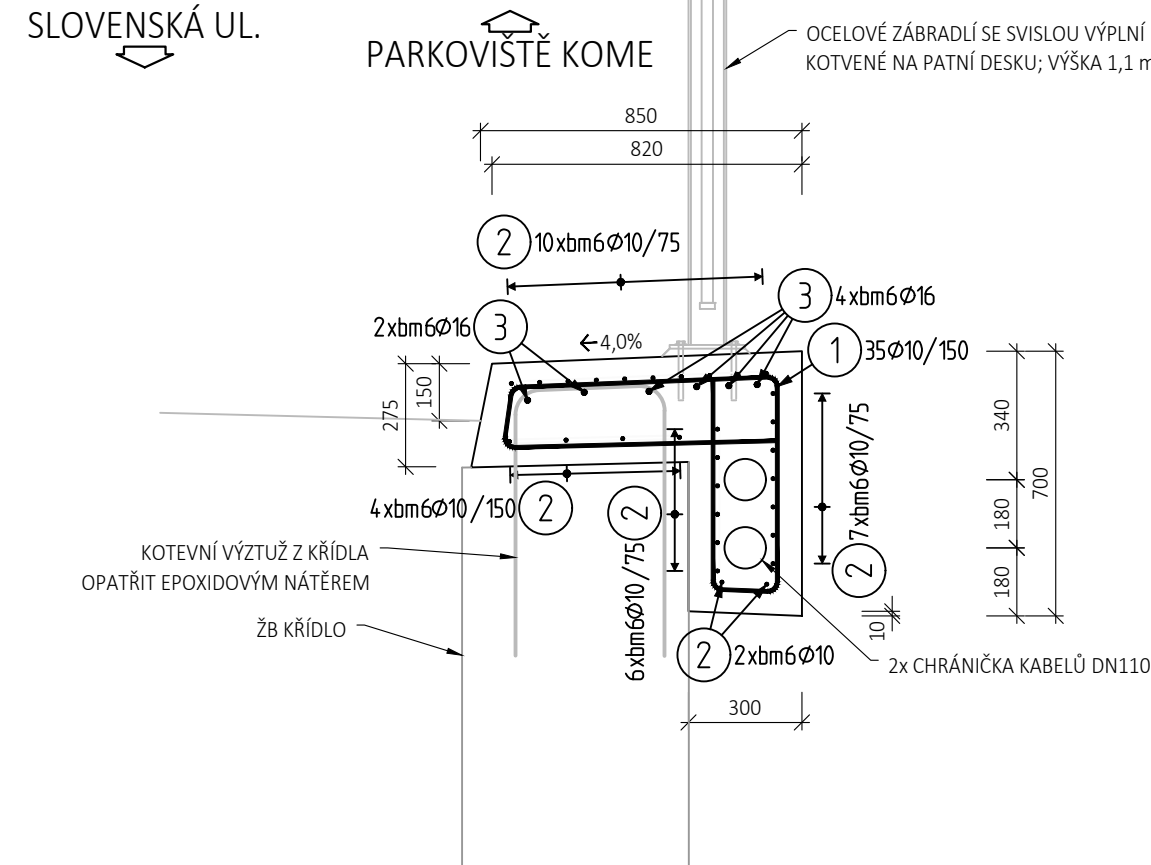 SLOVENSKÁ UL.
PARKOVIŠTĚ KOME
OCELOVÉ ZÁBRADLÍ SE SVISLOU VÝPLNÍ
KOTVENÉ NA PATNÍ DESKU; VÝŠKA 1,1 m
850
820
2 10xbm6Ø10/75
3 4xbm6Ø16
2xbm6Ø16 3
4,0%
1 35Ø10/150
275
150
340
700
180
180
10
7xbm6Ø10/75 2
4xbm6Ø10/150 2
6xbm6Ø10/75 2
KOTEVNÍ VÝZTUŽ Z KŘÍDLA
OPATŘIT EPOXIDOVÝM NÁTĚREM
ŽB KŘÍDLO
2 2xbm6Ø10
2x CHRÁNIČKA KABELŮ DN110
300